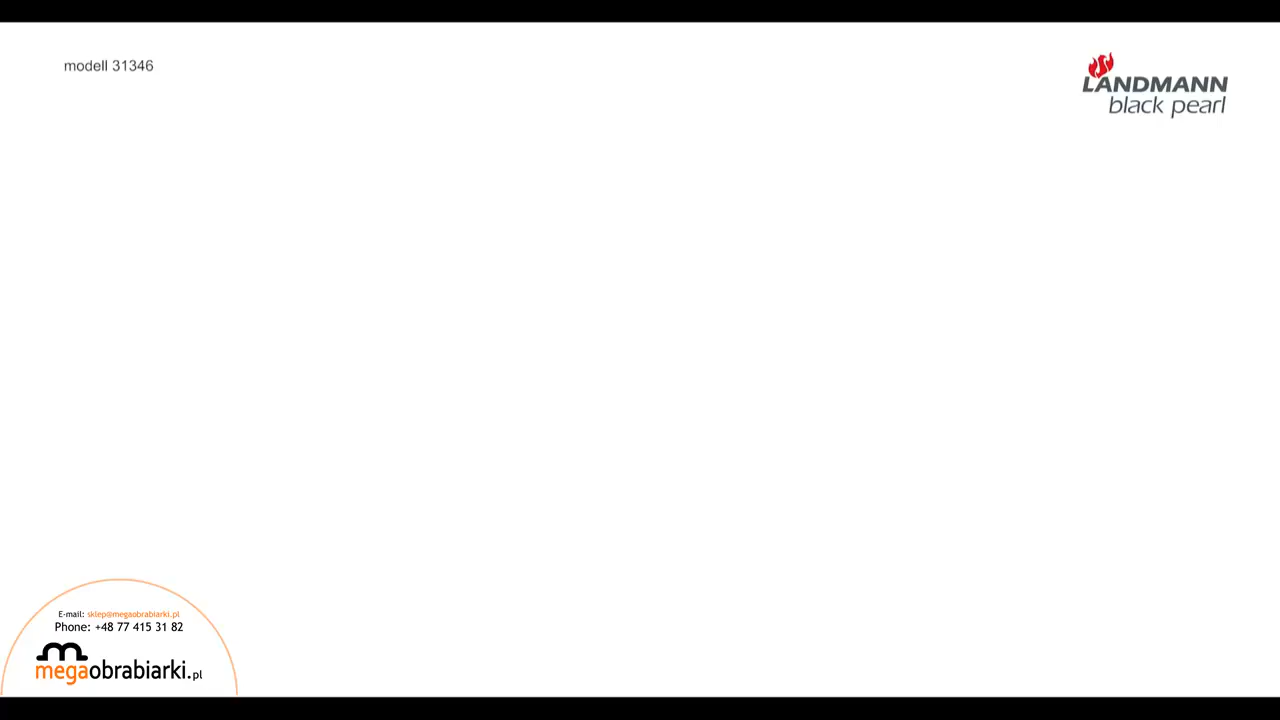 modell 31346
LANDMANN
black pearl
E-mail: sklep@megaobrabiarki.pl
Phone: +48 77 415 31 82
megaobrabiarki.pl